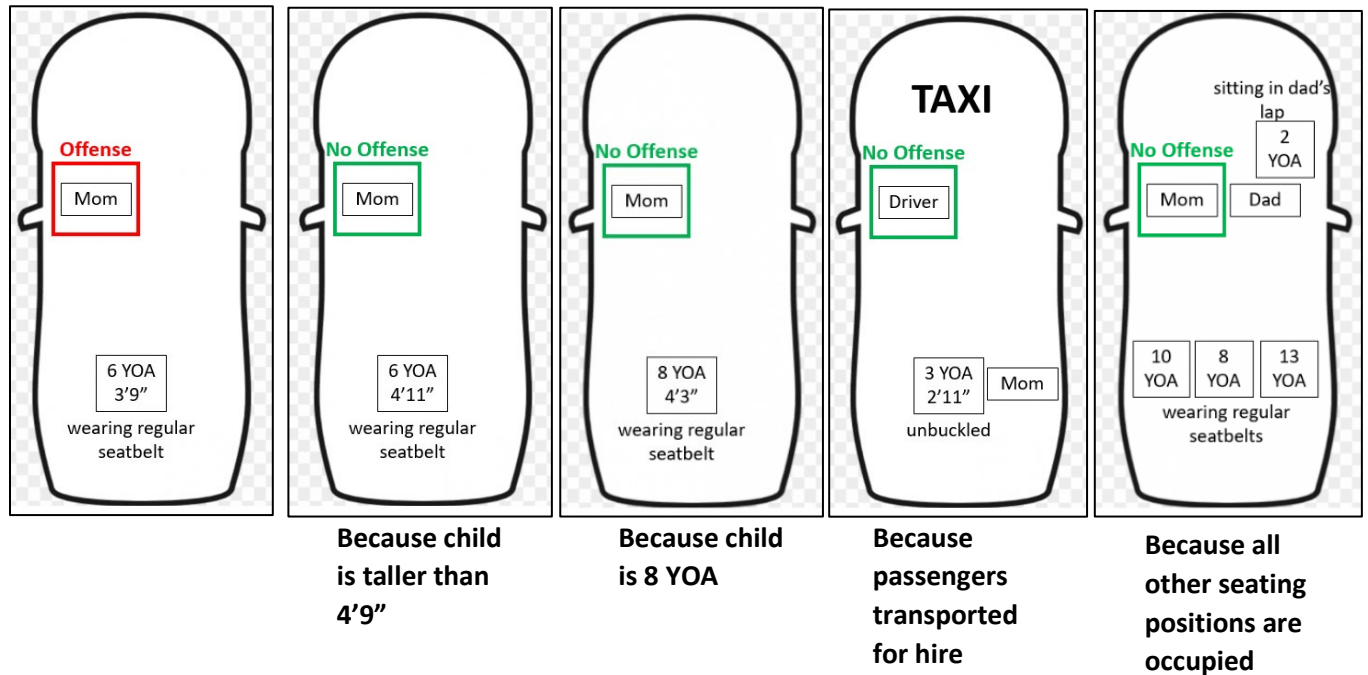 Offense
Mom
6 YOA
3’9”
wearing regular
seatbelt
No Offense
Mom
6 YOA
4’11”
wearing regular
seatbelt
Because child
is taller than
4’9”
No Offense
Mom
8 YOA
4’3”
wearing regular
seatbelt
Because child
is 8 YOA
TAXI
No Offense
Driver
3 YOA
2’11”
Mom
unbuckled
Because
passengers
transported
for hire
sitting in dad’s
lap
2
YOA
No Offense
Mom
Dad
10
YOA
8
YOA
13
YOA
wearing regular
seatbelts
Because all
other seating
positions are
occupied